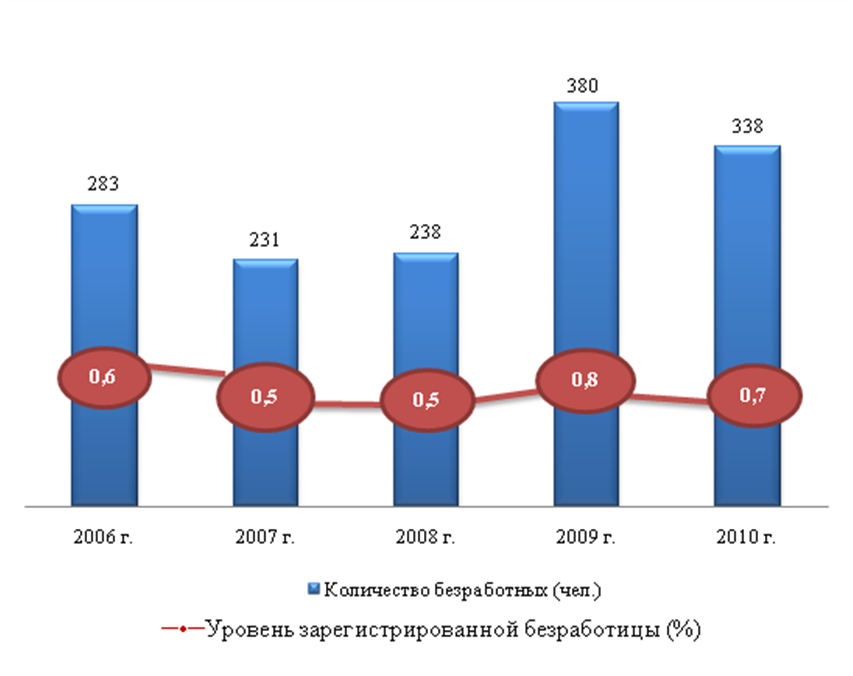 380
338
283
231
238
0,6
0,5
0,5
0,8
0,7
2006 г.
2007 г.
2008 г.
2009 г.
2010 г.
Количество безработных (чел.)
Уровень зарегистрированной безработицы (%)